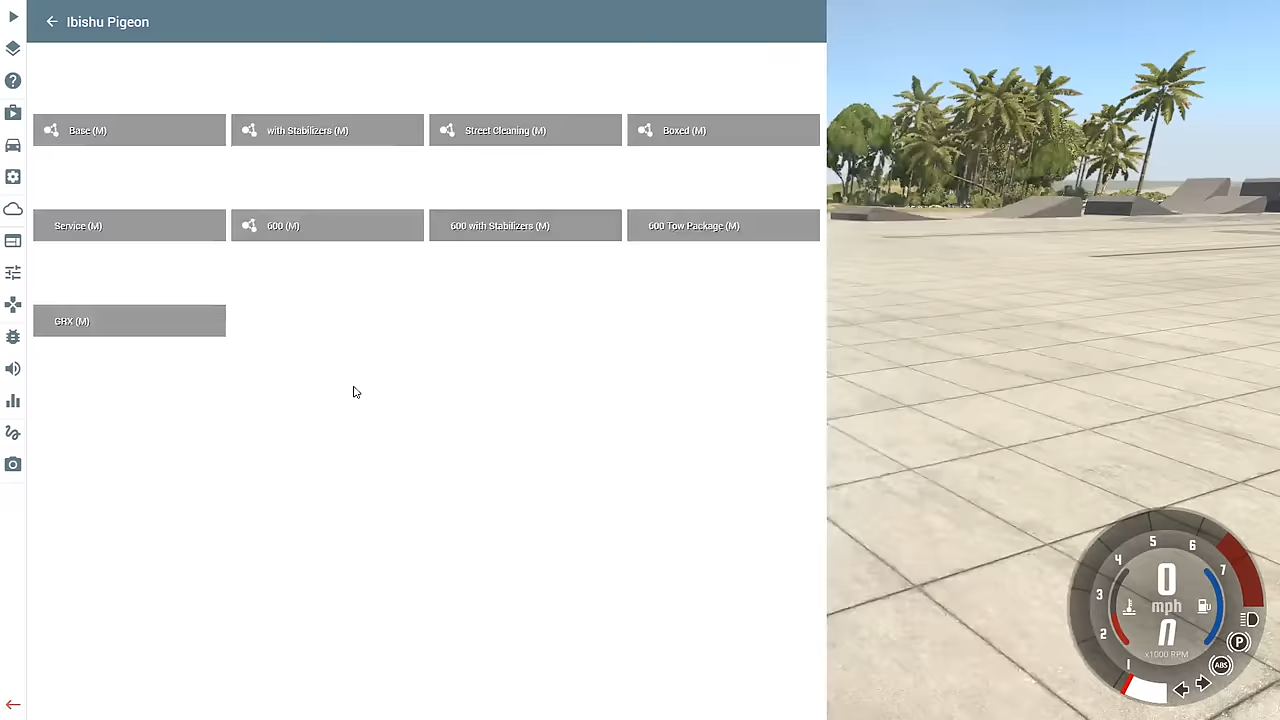 Ibishu Pigeon
Base (M)
with Stabilizers (M)
Street Cleaning (M)
Boxed (M)
Service (M)
600 (M)
600 with Stabilizers (M)
600 Tow Package (M)
GRX (M)
1
2
3
4
5
6
7
0
mph
n
x1000 RPM
P
ABS